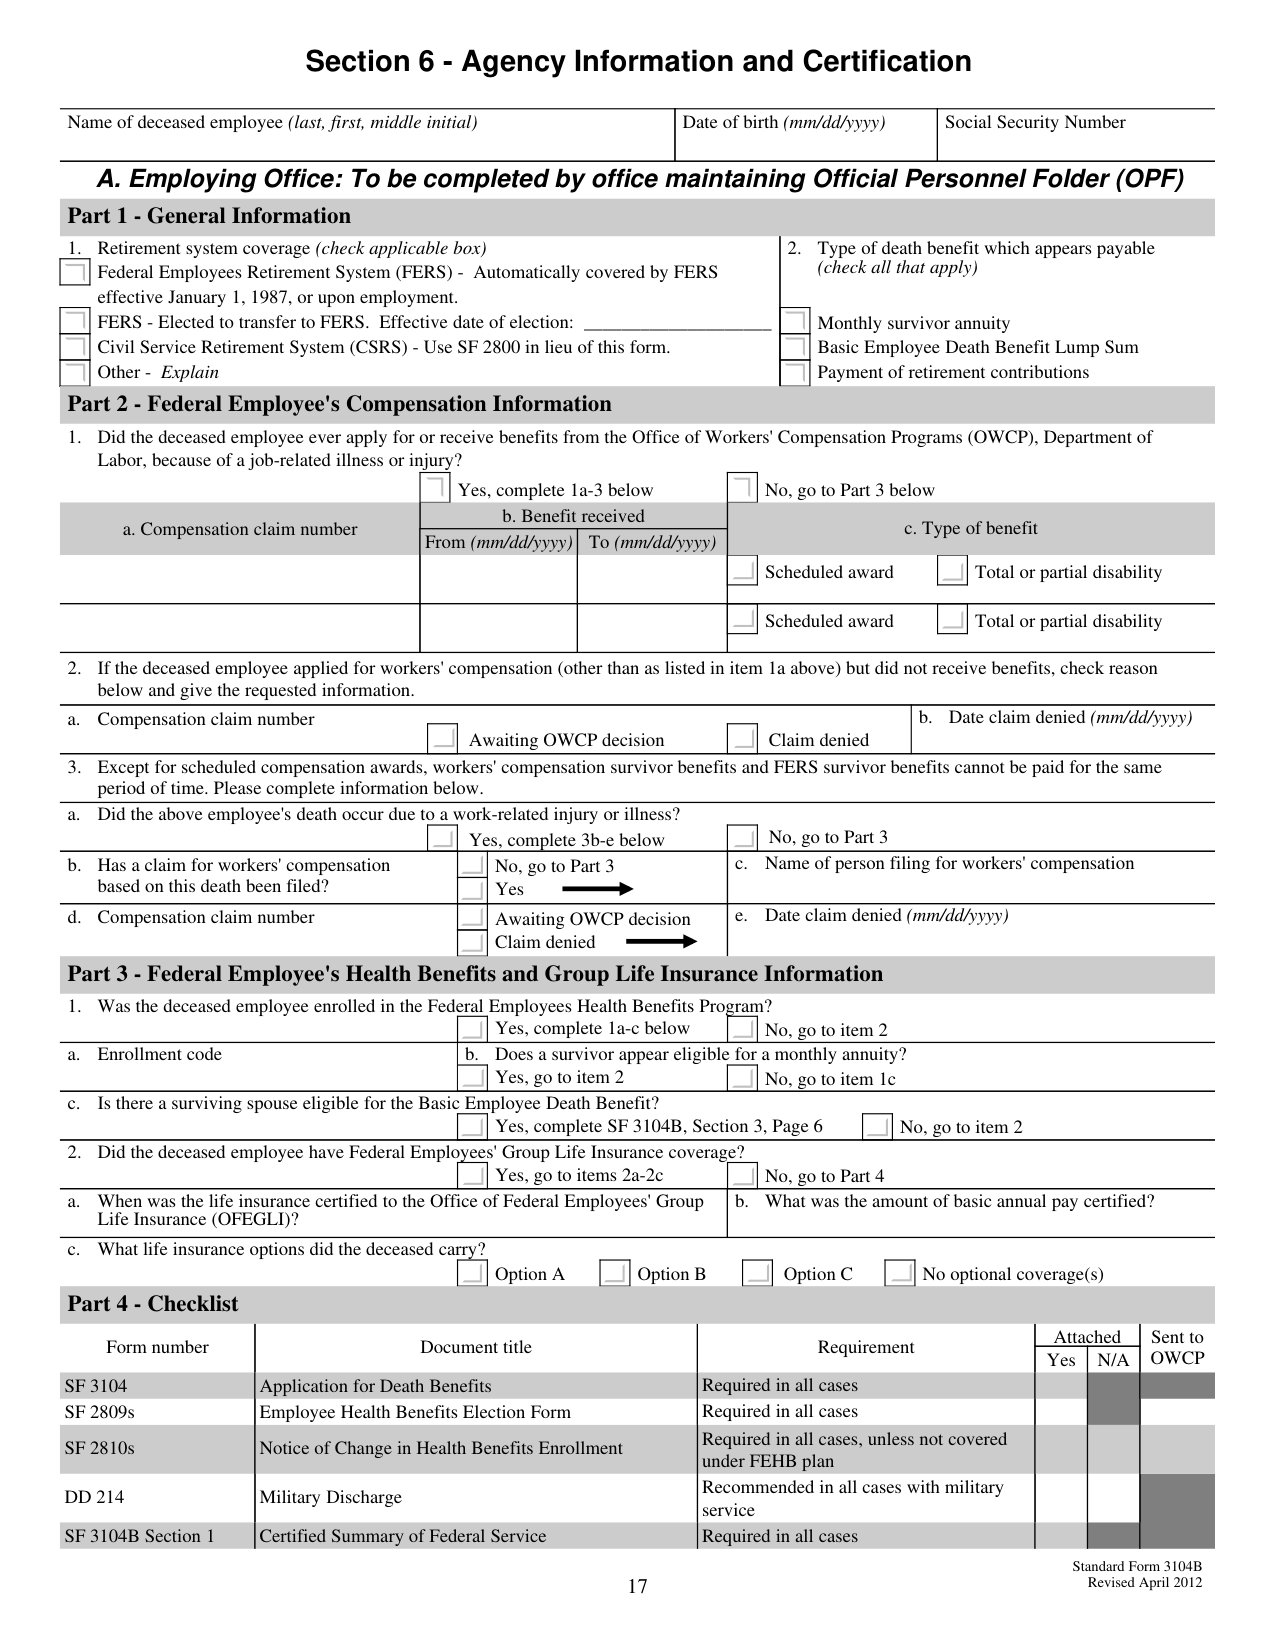 Section 6 - Agency Information and Certification
Name of deceased employee (last, first, middle initial)
Date of birth (mm/dd/yyyy)
Social Security Number
A. Employing Office: To be completed by office maintaining Official Personnel Folder (OPF)
Part 1 - General Information
1. Retirement system coverage (check applicable box)
Federal Employees Retirement System (FERS) - Automatically covered by FERS
effective January 1, 1987, or upon employment.
FERS - Elected to transfer to FERS. Effective date of election: ____________________
Civil Service Retirement System (CSRS) - Use SF 2800 in lieu of this form.
Other - Explain
2. Type of death benefit which appears payable
(check all that apply)
Monthly survivor annuity
Basic Employee Death Benefit Lump Sum
Payment of retirement contributions
Part 2 - Federal Employee's Compensation Information
1. Did the deceased employee ever apply for or receive benefits from the Office of Workers' Compensation Programs (OWCP), Department of
Labor, because of a job-related illness or injury?
Yes, complete 1a-3 below
No, go to Part 3 below
a. Compensation claim number
b. Benefit received
From (mm/dd/yyyy)
To (mm/dd/yyyy)
c. Type of benefit
Scheduled award
Total or partial disability
Scheduled award
Total or partial disability
2. If the deceased employee applied for workers' compensation (other than as listed in item 1a above) but did not receive benefits, check reason
below and give the requested information.
a. Compensation claim number
Awaiting OWCP decision
Claim denied
b. Date claim denied (mm/dd/yyyy)
3. Except for scheduled compensation awards, workers' compensation survivor benefits and FERS survivor benefits cannot be paid for the same
period of time. Please complete information below.
a. Did the above employee's death occur due to a work-related injury or illness?
Yes, complete 3b-e below
No, go to Part 3
b. Has a claim for workers' compensation
based on this death been filed?
No, go to Part 3
Yes
c. Name of person filing for workers' compensation
d. Compensation claim number
Awaiting OWCP decision
Claim denied
e. Date claim denied (mm/dd/yyyy)
Part 3 - Federal Employee's Health Benefits and Group Life Insurance Information
1. Was the deceased employee enrolled in the Federal Employees Health Benefits Program?
Yes, complete 1a-c below
No, go to item 2
a. Enrollment code
b. Does a survivor appear eligible for a monthly annuity?
Yes, go to item 2
No, go to item 1c
c. Is there a surviving spouse eligible for the Basic Employee Death Benefit?
Yes, complete SF 3104B, Section 3, Page 6
No, go to item 2
2. Did the deceased employee have Federal Employees' Group Life Insurance coverage?
Yes, go to items 2a-2c
No, go to Part 4
a. When was the life insurance certified to the Office of Federal Employees' Group
Life Insurance (OFEGLI)?
b. What was the amount of basic annual pay certified?
c. What life insurance options did the deceased carry?
Option A
Option B
Option C
No optional coverage(s)
Part 4 - Checklist
Form number
Document title
Requirement
Attached
Yes
N/A
Sent to
OWCP
SF 3104
Application for Death Benefits
Required in all cases
SF 2809s
Employee Health Benefits Election Form
Required in all cases
SF 2810s
Notice of Change in Health Benefits Enrollment
Required in all cases, unless not covered
under FEHB plan
DD 214
Military Discharge
Recommended in all cases with military
service
SF 3104B Section 1
Certified Summary of Federal Service
Required in all cases
17
Standard Form 3104B
Revised April 2012